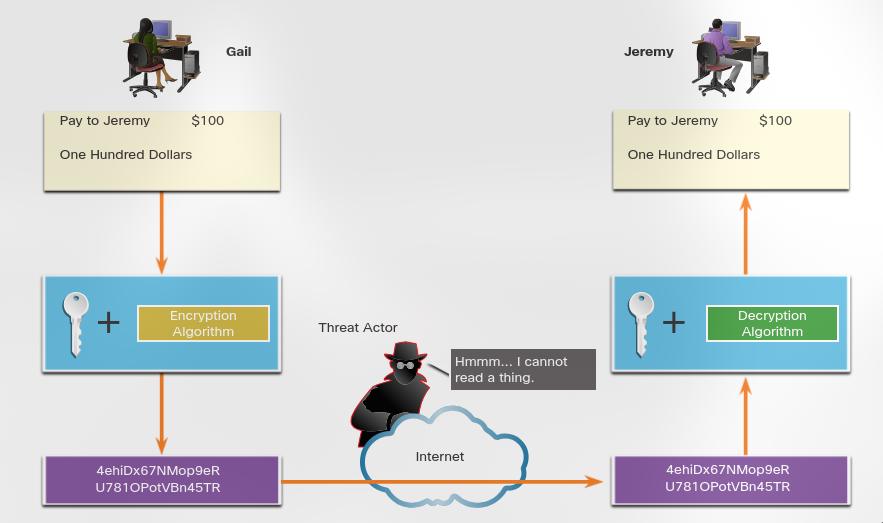 Gail
Jeremy
Pay to Jeremy $100
One Hundred Dollars
Pay to Jeremy $100
One Hundred Dollars
+
Encryption
Algorithm
+
Decryption
Algorithm
Threat Actor
Hmmm... I cannot
read a thing.
Internet
4ehiDx67NMop9eR
U781OPotVBn45TR
4ehiDx67NMop9eR
U781OPotVBn45TR